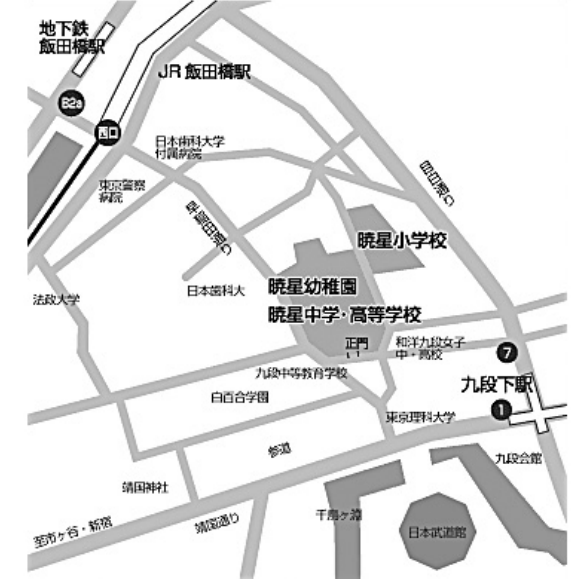 地下鉄
飯田橋駅
JR 飯田橋駅
B2a
西口
日本歯科大学
付属病院
東京警察
病院
目白通り
早稲田通り
暁星小学校
日本歯科大
暁星幼稚園
暁星中学・高等学校
法政大学
正門
和洋九段女子
中・高校
7
九段中等教育学校
九段下駅
白百合学園
1
東京理科大学
参道
九段会館
靖国神社
千鳥ヶ淵
靖国通り
至市ヶ谷・新宿
日本武道館